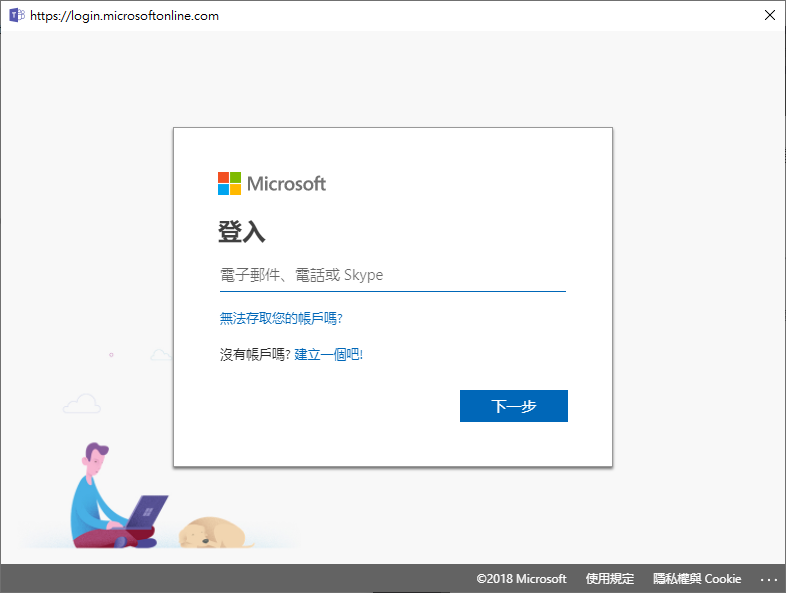 https://login.microsoftonline.com
Microsoft
登入
電子郵件、電話或 Skype
無法存取您的帳戶嗎?
沒有帳戶嗎? 建立一個吧!
下一步
©2018 Microsoft 使用規定 隱私權與 Cookie ...